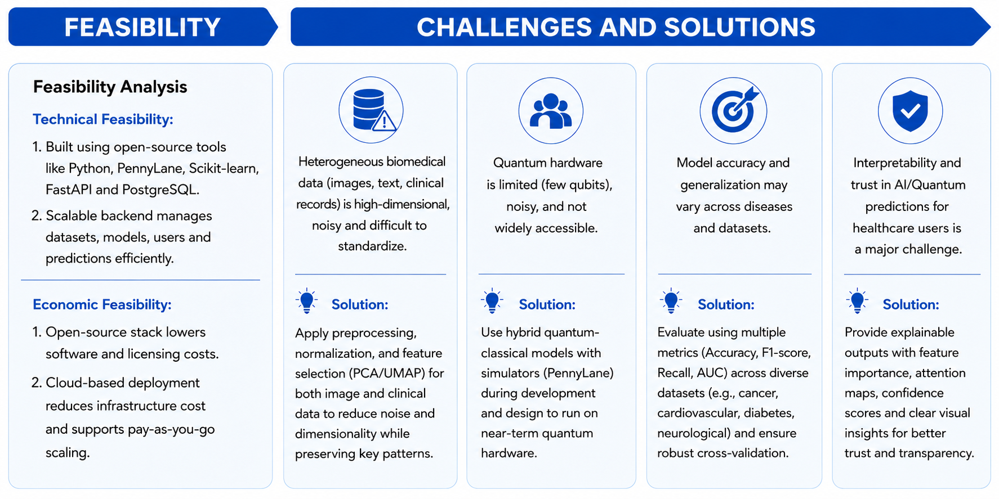 FEASIBILITY
CHALLENGES AND SOLUTIONS
Feasibility Analysis
Technical Feasibility:
1. Built using open-source tools
like Python, PennyLane, Scikit-learn,
FastAPI and PostgreSQL.
2. Scalable backend manages
datasets, models, users and
predictions efficiently.
Economic Feasibility:
1. Open-source stack lowers
software and licensing costs.
2. Cloud-based deployment
reduces infrastructure cost
and supports pay-as-you-go
scaling.
Heterogeneous biomedical
data (images, text, clinical
records) is high-dimensional,
noisy and difficult to
standardize.
Solution:
Apply preprocessing,
normalization, and feature
selection (PCA/UMAP) for
both image and clinical
data to reduce noise and
dimensionality while
preserving key patterns.
Quantum hardware
is limited (few qubits),
noisy, and not
widely accessible.
Solution:
Use hybrid quantum-
classical models with
simulators (PennyLane)
during development
and design to run on
near-term quantum
hardware.
Model accuracy and
generalization may
vary across diseases
and datasets.
Solution:
Evaluate using multiple
metrics (Accuracy, F1-score,
Recall, AUC) across diverse
datasets (e.g., cancer,
cardiovascular, diabetes,
neurological) and ensure
robust cross-validation.
Interpretability and
trust in AI/Quantum
predictions for
healthcare users is
a major challenge.
Solution:
Provide explainable
outputs with feature
importance, attention
maps, confidence
scores and clear visual
insights for better
trust and transparency.